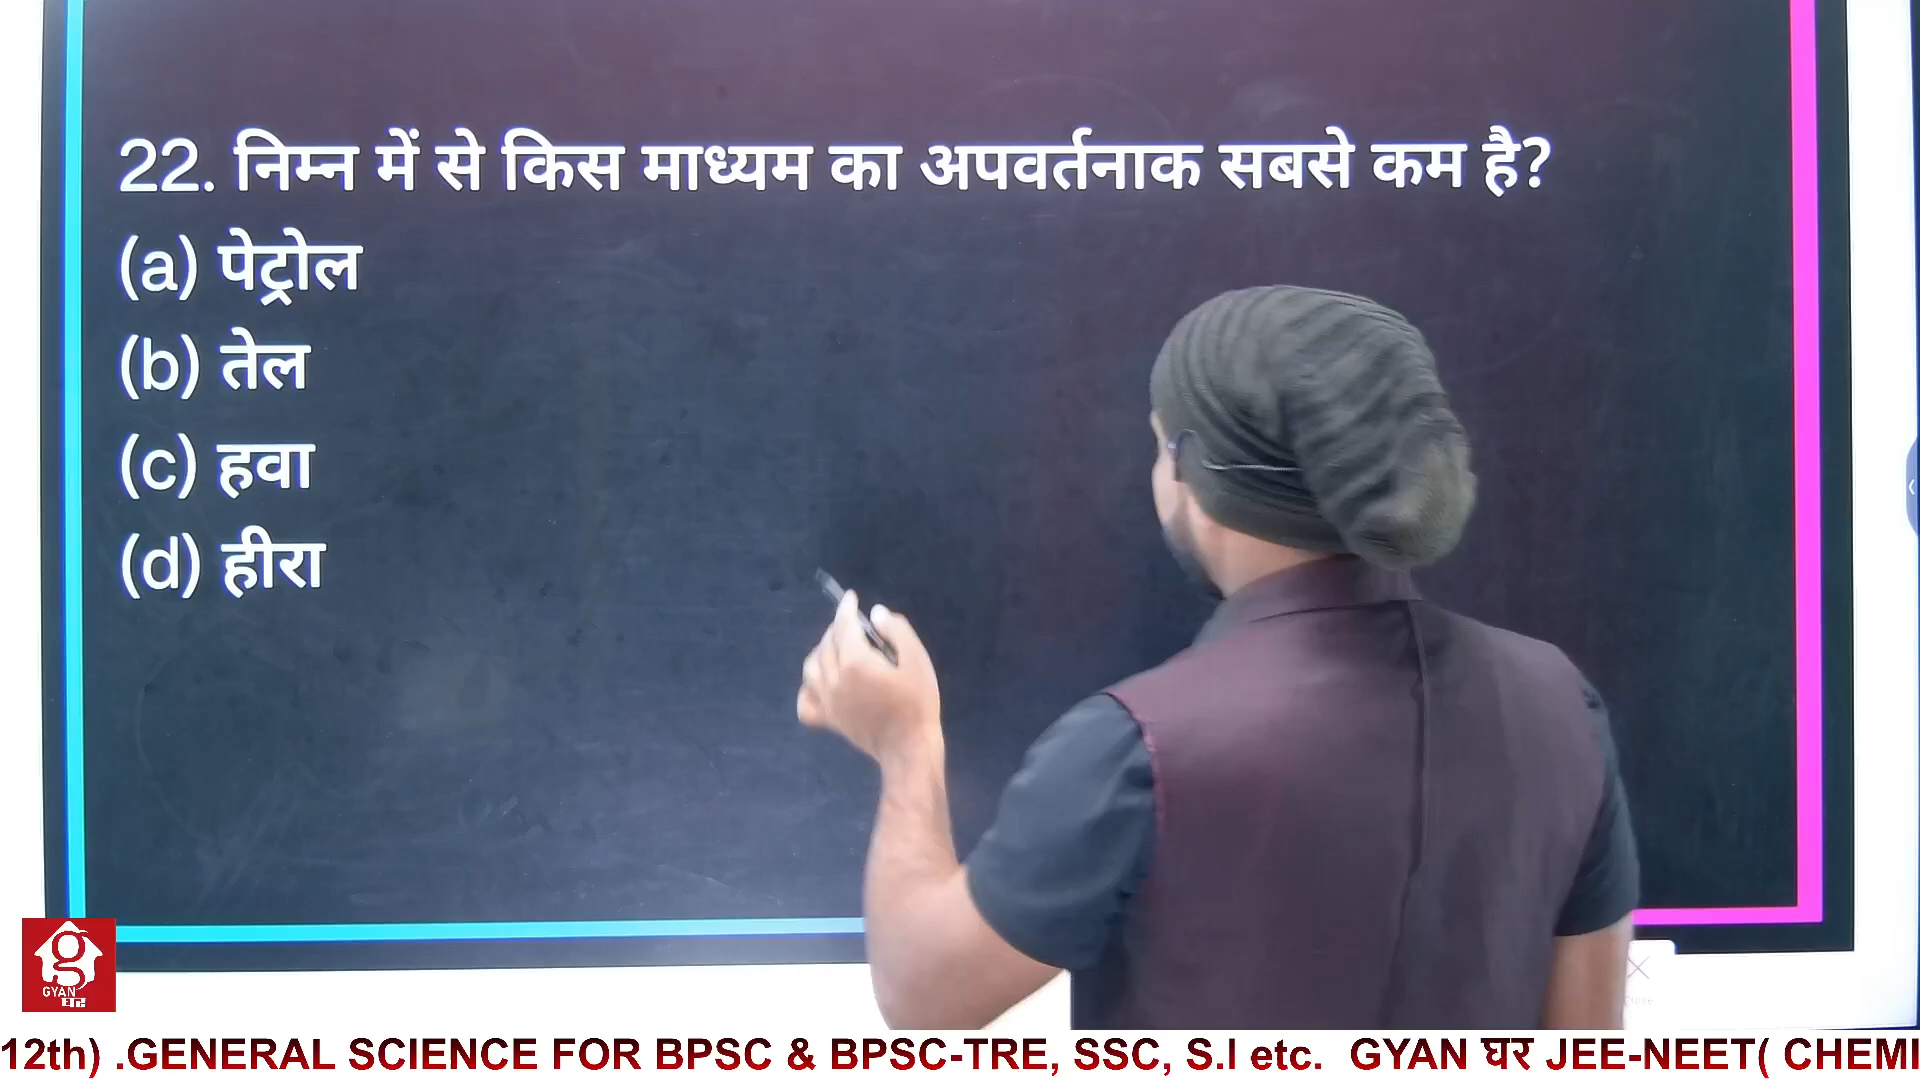 22. निम्न में से किस माध्यम का अपवर्तनाक सबसे कम है?
(a) पेट्रोल
(b) तेल
(c) हवा
(d) हीरा
GYAN
घर
12th) .GENERAL SCIENCE FOR BPSC & BPSC-TRE, SSC, S.I etc. GYAN घर JEE-NEET( CHEMI